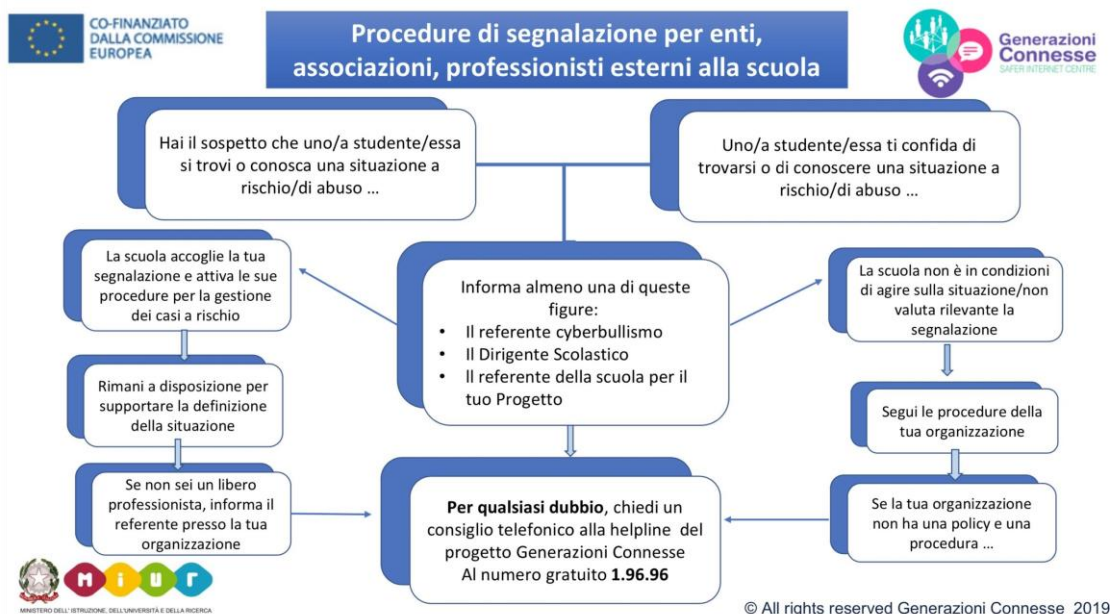 CO-FINANZIATO
DALLA COMMISSIONE
EUROPEA
Procedure di segnalazione per enti,
associazioni, professionisti esterni alla scuola
Generazioni
Connesse
SAFER INTERNET CENTRE
Hai il sospetto che uno/a studente/essa
si trovi o conosca una situazione a
rischio/di abuso ...
Uno/a studente/essa ti confida di
trovarsi o di conoscere una situazione a
rischio/di abuso ...
La scuola accoglie la tua
segnalazione e attiva le sue
procedure per la gestione
dei casi a rischio
Informa almeno una di queste
figure:
• Il referente cyberbullismo
• Il Dirigente Scolastico
• Il referente della scuola per il
tuo Progetto
La scuola non è in condizioni
di agire sulla situazione/non
valuta rilevante la
segnalazione
Rimani a disposizione per
supportare la definizione
della situazione
Segui le procedure della
tua organizzazione
Se non sei un libero
professionista, informa il
referente presso la tua
organizzazione
Per qualsiasi dubbio, chiedi un
consiglio telefonico alla helpline del
progetto Generazioni Connesse
Al numero gratuito 1.96.96
Se la tua organizzazione
non ha una policy e una
procedura ...
MIUR
MINISTERO DELL' ISTRUZIONE, DELL'UNIVERSITÀ E DELLA RICERCA
© All rights reserved Generazioni Connesse 2019